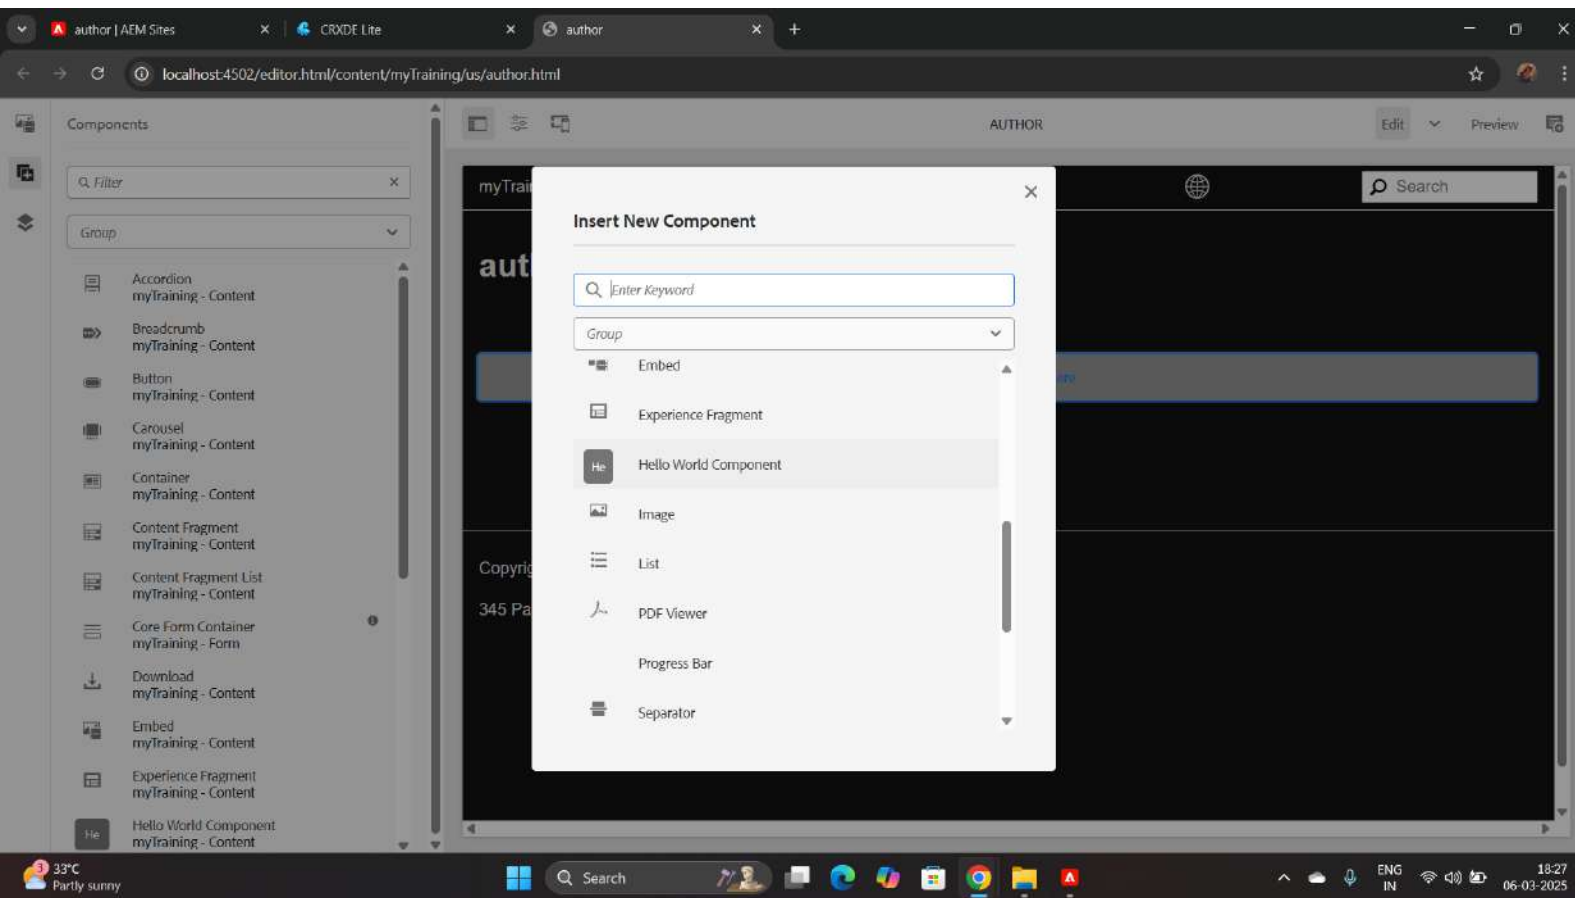 author | AEM Sites
CRXDE Lite
author
localhost:4502/editor.html/content/myTraining/us/author.html
Components
AUTHOR
Edit
Preview
Filter
Group
Accordion
myTraining - Content
Breadcrumb
myTraining - Content
Button
myTraining - Content
Carousel
myTraining - Content
Container
myTraining - Content
Content Fragment
myTraining - Content
Content Fragment List
myTraining - Content
Core Form Container
myTraining - Form
Download
myTraining - Content
Embed
myTraining - Content
Experience Fragment
myTraining - Content
He
Hello World Component
myTraining - Content
myTrai
Search
aut
Copyrig
345 Pa
Insert New Component
Enter Keyword
Group
Embed
Experience Fragment
He
Hello World Component
Image
List
PDF Viewer
Progress Bar
Separator
3
33°C
Partly sunny
Search
ENG
IN
18:27
06-03-2025